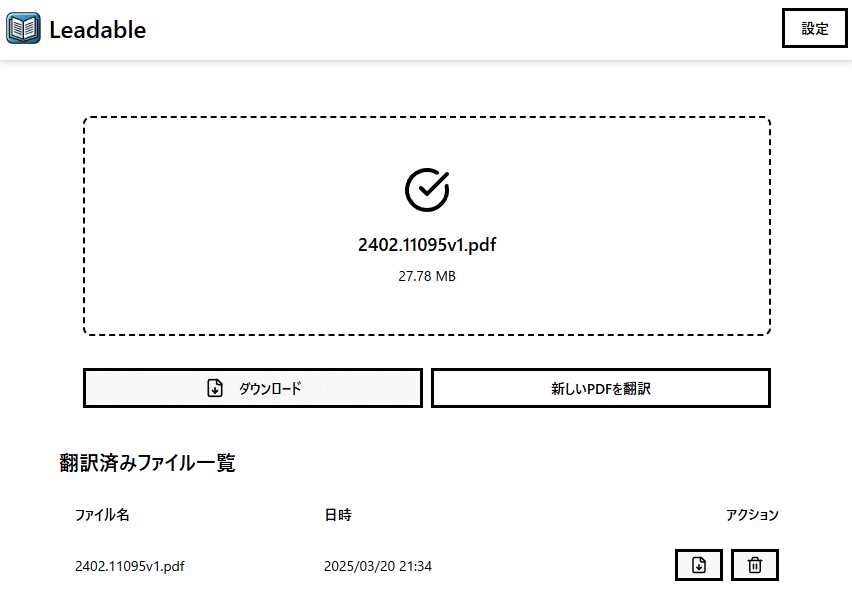 Leadable
設定
2402.11095v1.pdf
27.78 MB
ダウンロード
新しいPDFを翻訳
翻訳済みファイル一覧
ファイル名 日時 アクション
2402.11095v1.pdf 2025/03/20 21:34